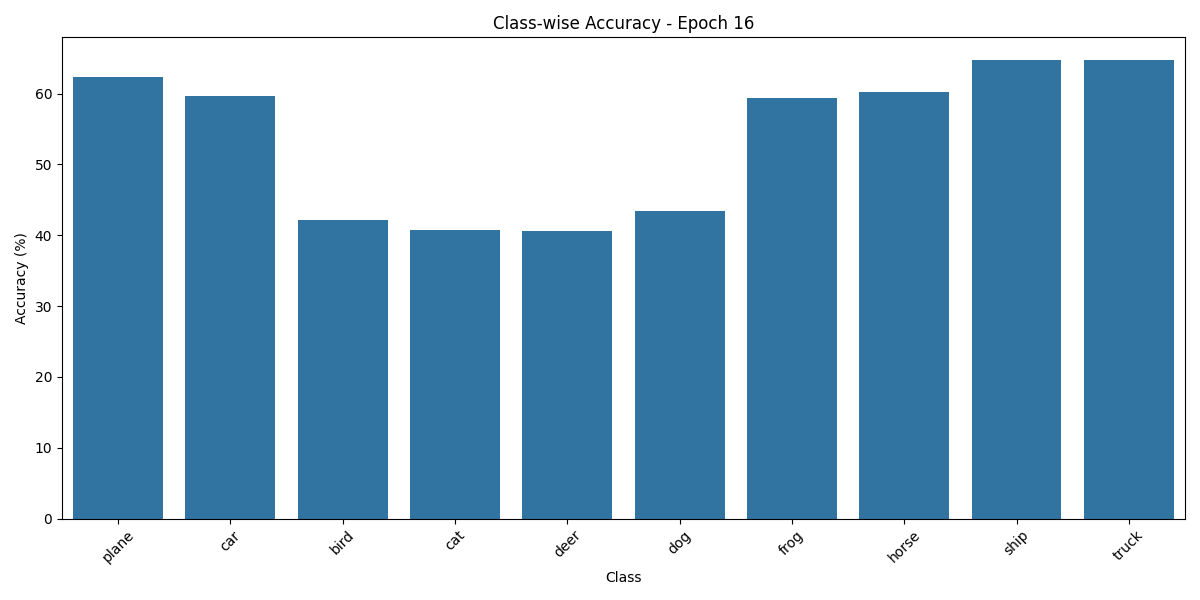 Class-wise Accuracy - Epoch 16
Accuracy (%)
60
50
40
30
20
10
0
plane
car
bird
cat
deer
dog
frog
horse
ship
truck
Class